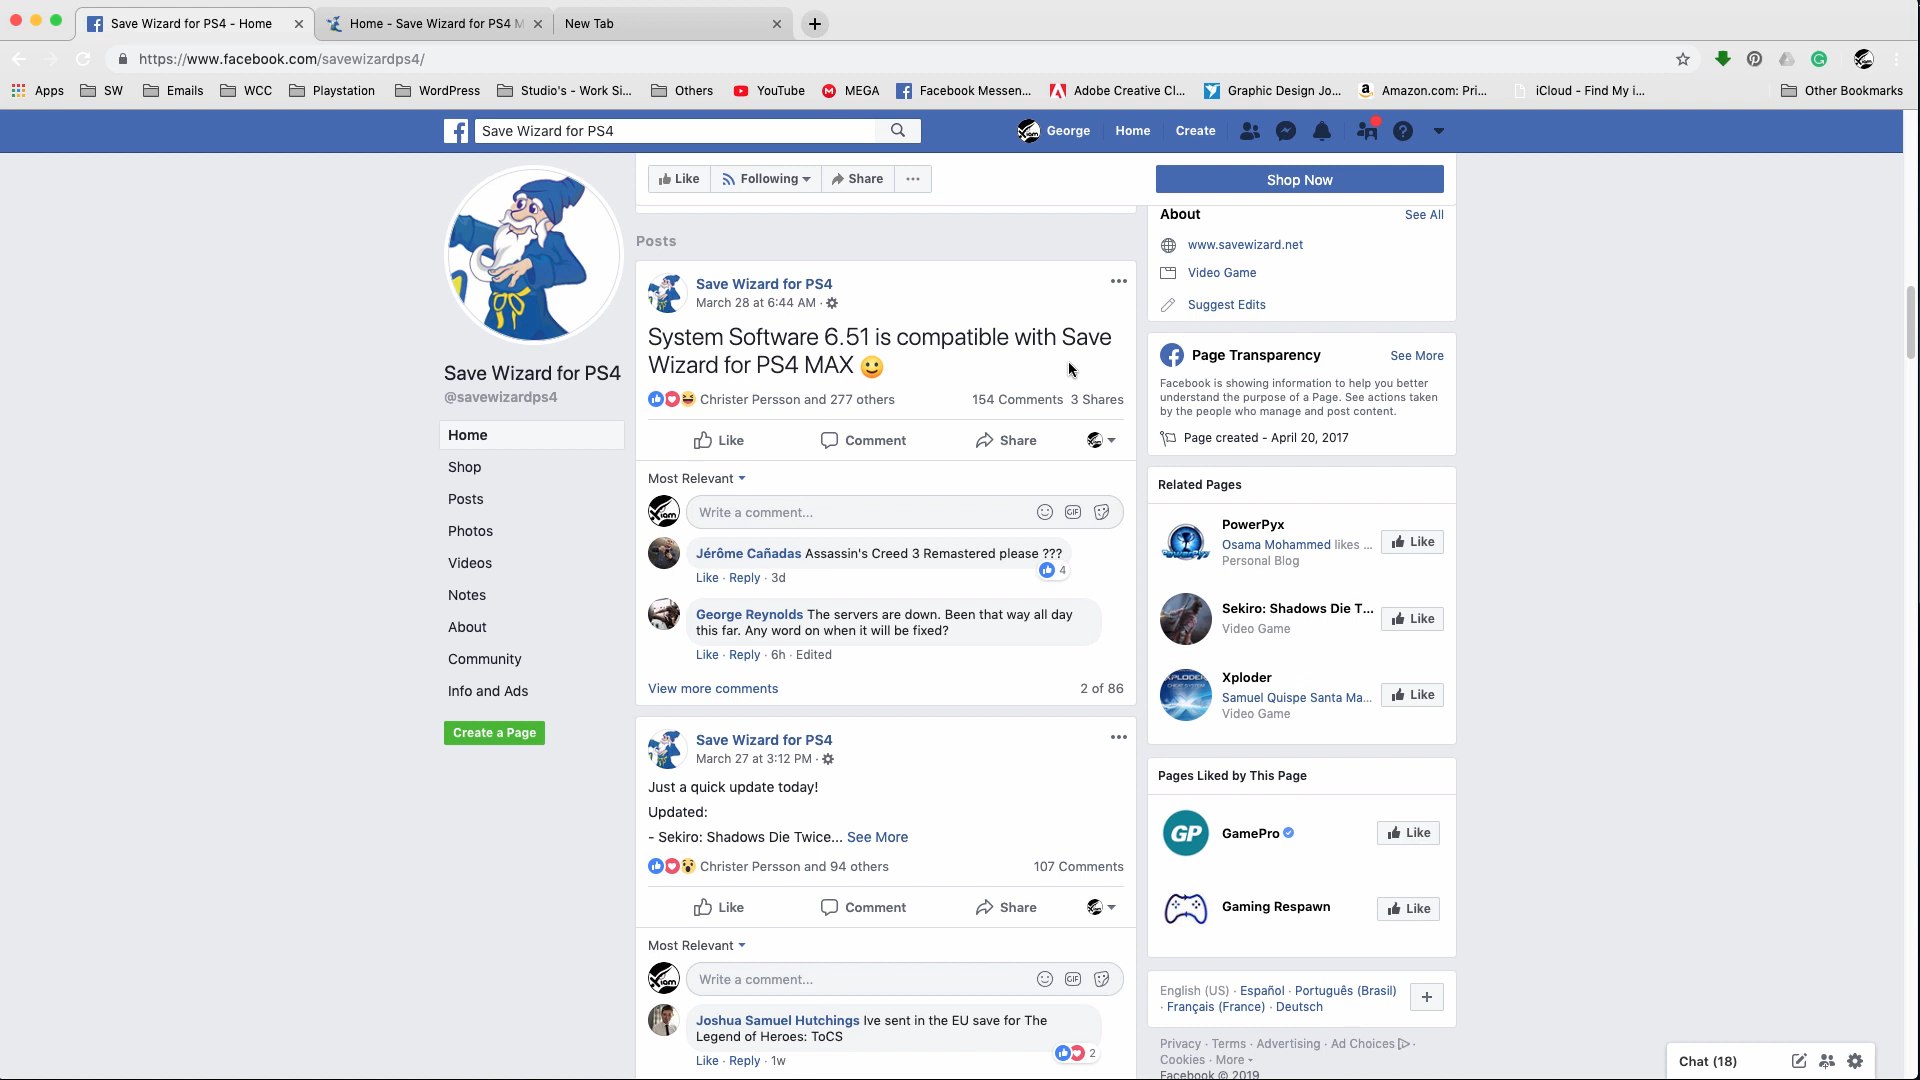 Save Wizard for PS4 - Home
Home - Save Wizard for PS4 M
New Tab
https://www.facebook.com/savewizardps4/
Apps
SW
Emails
WCC
Playstation
WordPress
Studio's - Work Si...
Others
YouTube
MEGA
Facebook Messen...
Adobe Creative Cl...
Graphic Design Jo...
Amazon.com: Pri...
iCloud - Find My i...
Other Bookmarks
Save Wizard for PS4
George
Home
Create
Like
Following
Share
Shop Now
Save Wizard for PS4
@savewizardps4
Home
Shop
Posts
Photos
Videos
Notes
About
Community
Info and Ads
Create a Page
Posts
Save Wizard for PS4
March 28 at 6:44 AM ·
System Software 6.51 is compatible with Save
Wizard for PS4 MAX 🙂
Christer Persson and 277 others
154 Comments 3 Shares
Like
Comment
Share
Most Relevant
Write a comment...
GIF
Jérôme Cañadas Assassin's Creed 3 Remastered please ???
4
Like · Reply · 3d
George Reynolds The servers are down. Been that way all day
this far. Any word on when it will be fixed?
Like · Reply · 6h · Edited
View more comments
2 of 86
Save Wizard for PS4
March 27 at 3:12 PM ·
Just a quick update today!
Updated:
- Sekiro: Shadows Die Twice... See More
Christer Persson and 94 others
107 Comments
Like
Comment
Share
Most Relevant
Write a comment...
GIF
Joshua Samuel Hutchings Ive sent in the EU save for The
Legend of Heroes: ToCS
2
Like · Reply · 1w
About
See All
www.savewizard.net
Video Game
Suggest Edits
Page Transparency
See More
Facebook is showing information to help you better
understand the purpose of a Page. See actions taken
by the people who manage and post content.
Page created - April 20, 2017
Related Pages
PowerPyx
Osama Mohammed likes ...
Personal Blog
Like
Sekiro: Shadows Die T...
Video Game
Like
Xploder
Samuel Quispe Santa Ma...
Video Game
Like
Pages Liked by This Page
GP
GamePro
Like
Gaming Respawn
Like
English (US) · Español · Português (Brasil)
· Français (France) · Deutsch
Privacy · Terms · Advertising · Ad Choices ·
Cookies · More
Facebook © 2019
Chat (18)